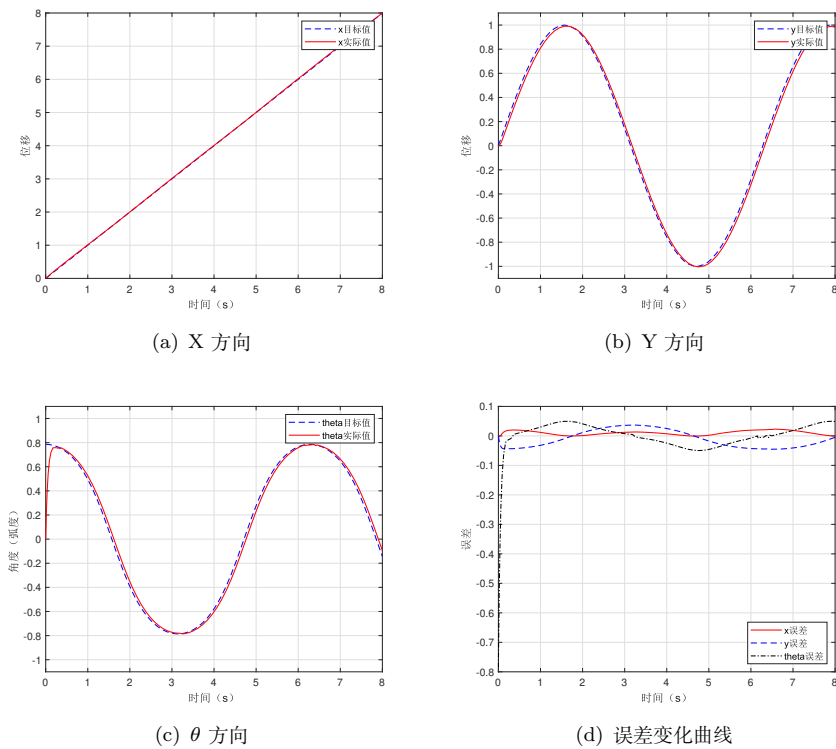 8
7
6
5
4
3
2
1
0
位移
x目标值
x实际值
0 1 2 3 4 5 6 7 8
时间（s）
(a) X 方向
1
0.8
0.6
0.4
0.2
0
-0.2
-0.4
-0.6
-0.8
-1
位移
y目标值
y实际值
0 1 2 3 4 5 6 7 8
时间（s）
(b) Y 方向
1
0.8
0.6
0.4
0.2
0
-0.2
-0.4
-0.6
-0.8
-1
角度（弧度）
theta目标值
theta实际值
0 1 2 3 4 5 6 7 8
时间（s）
(c) θ 方向
0.1
0
-0.1
-0.2
-0.3
-0.4
-0.5
-0.6
-0.7
-0.8
误差
x误差
y误差
theta误差
0 1 2 3 4 5 6 7 8
时间（s）
(d) 误差变化曲线